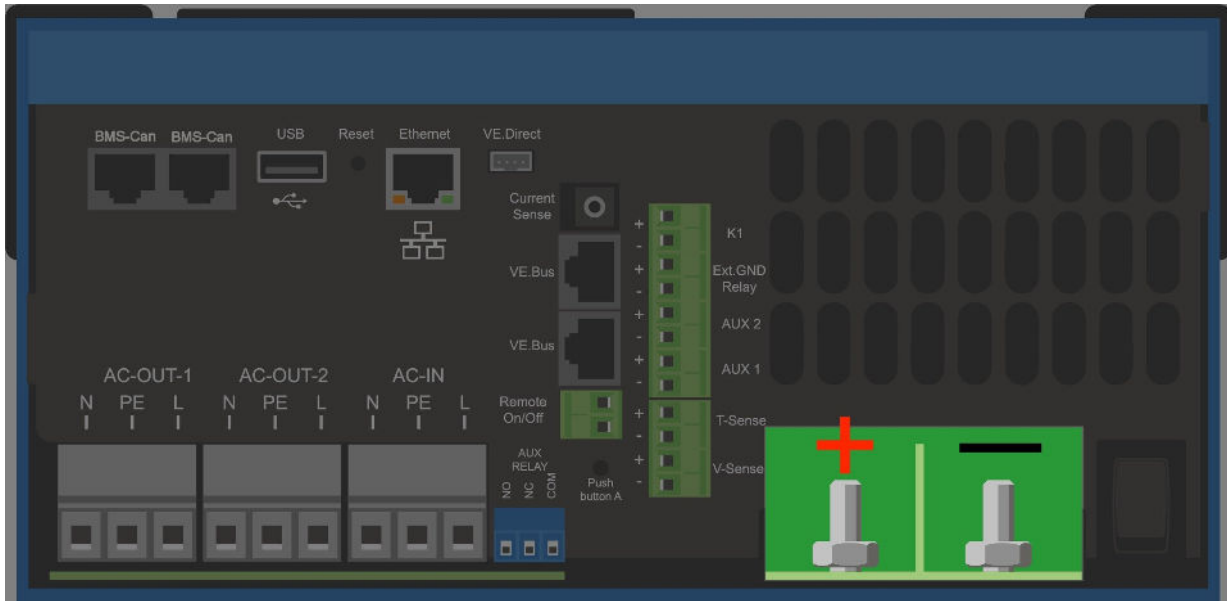 BMS-Can BMS-Can USB Reset Ethernet VE.Direct
Current
Sense
+
K1
-
VE.Bus
+
Ext.GND
-
Relay
+
AUX 2
-
VE.Bus
+
AUX 1
-
AC-OUT-1 AC-OUT-2 AC-IN
N PE L N PE L N PE L
Remote
On/Off
+
T-Sense
-
AUX
RELAY
+
V-Sense
-
NO NC COM
Push
button A
+ −